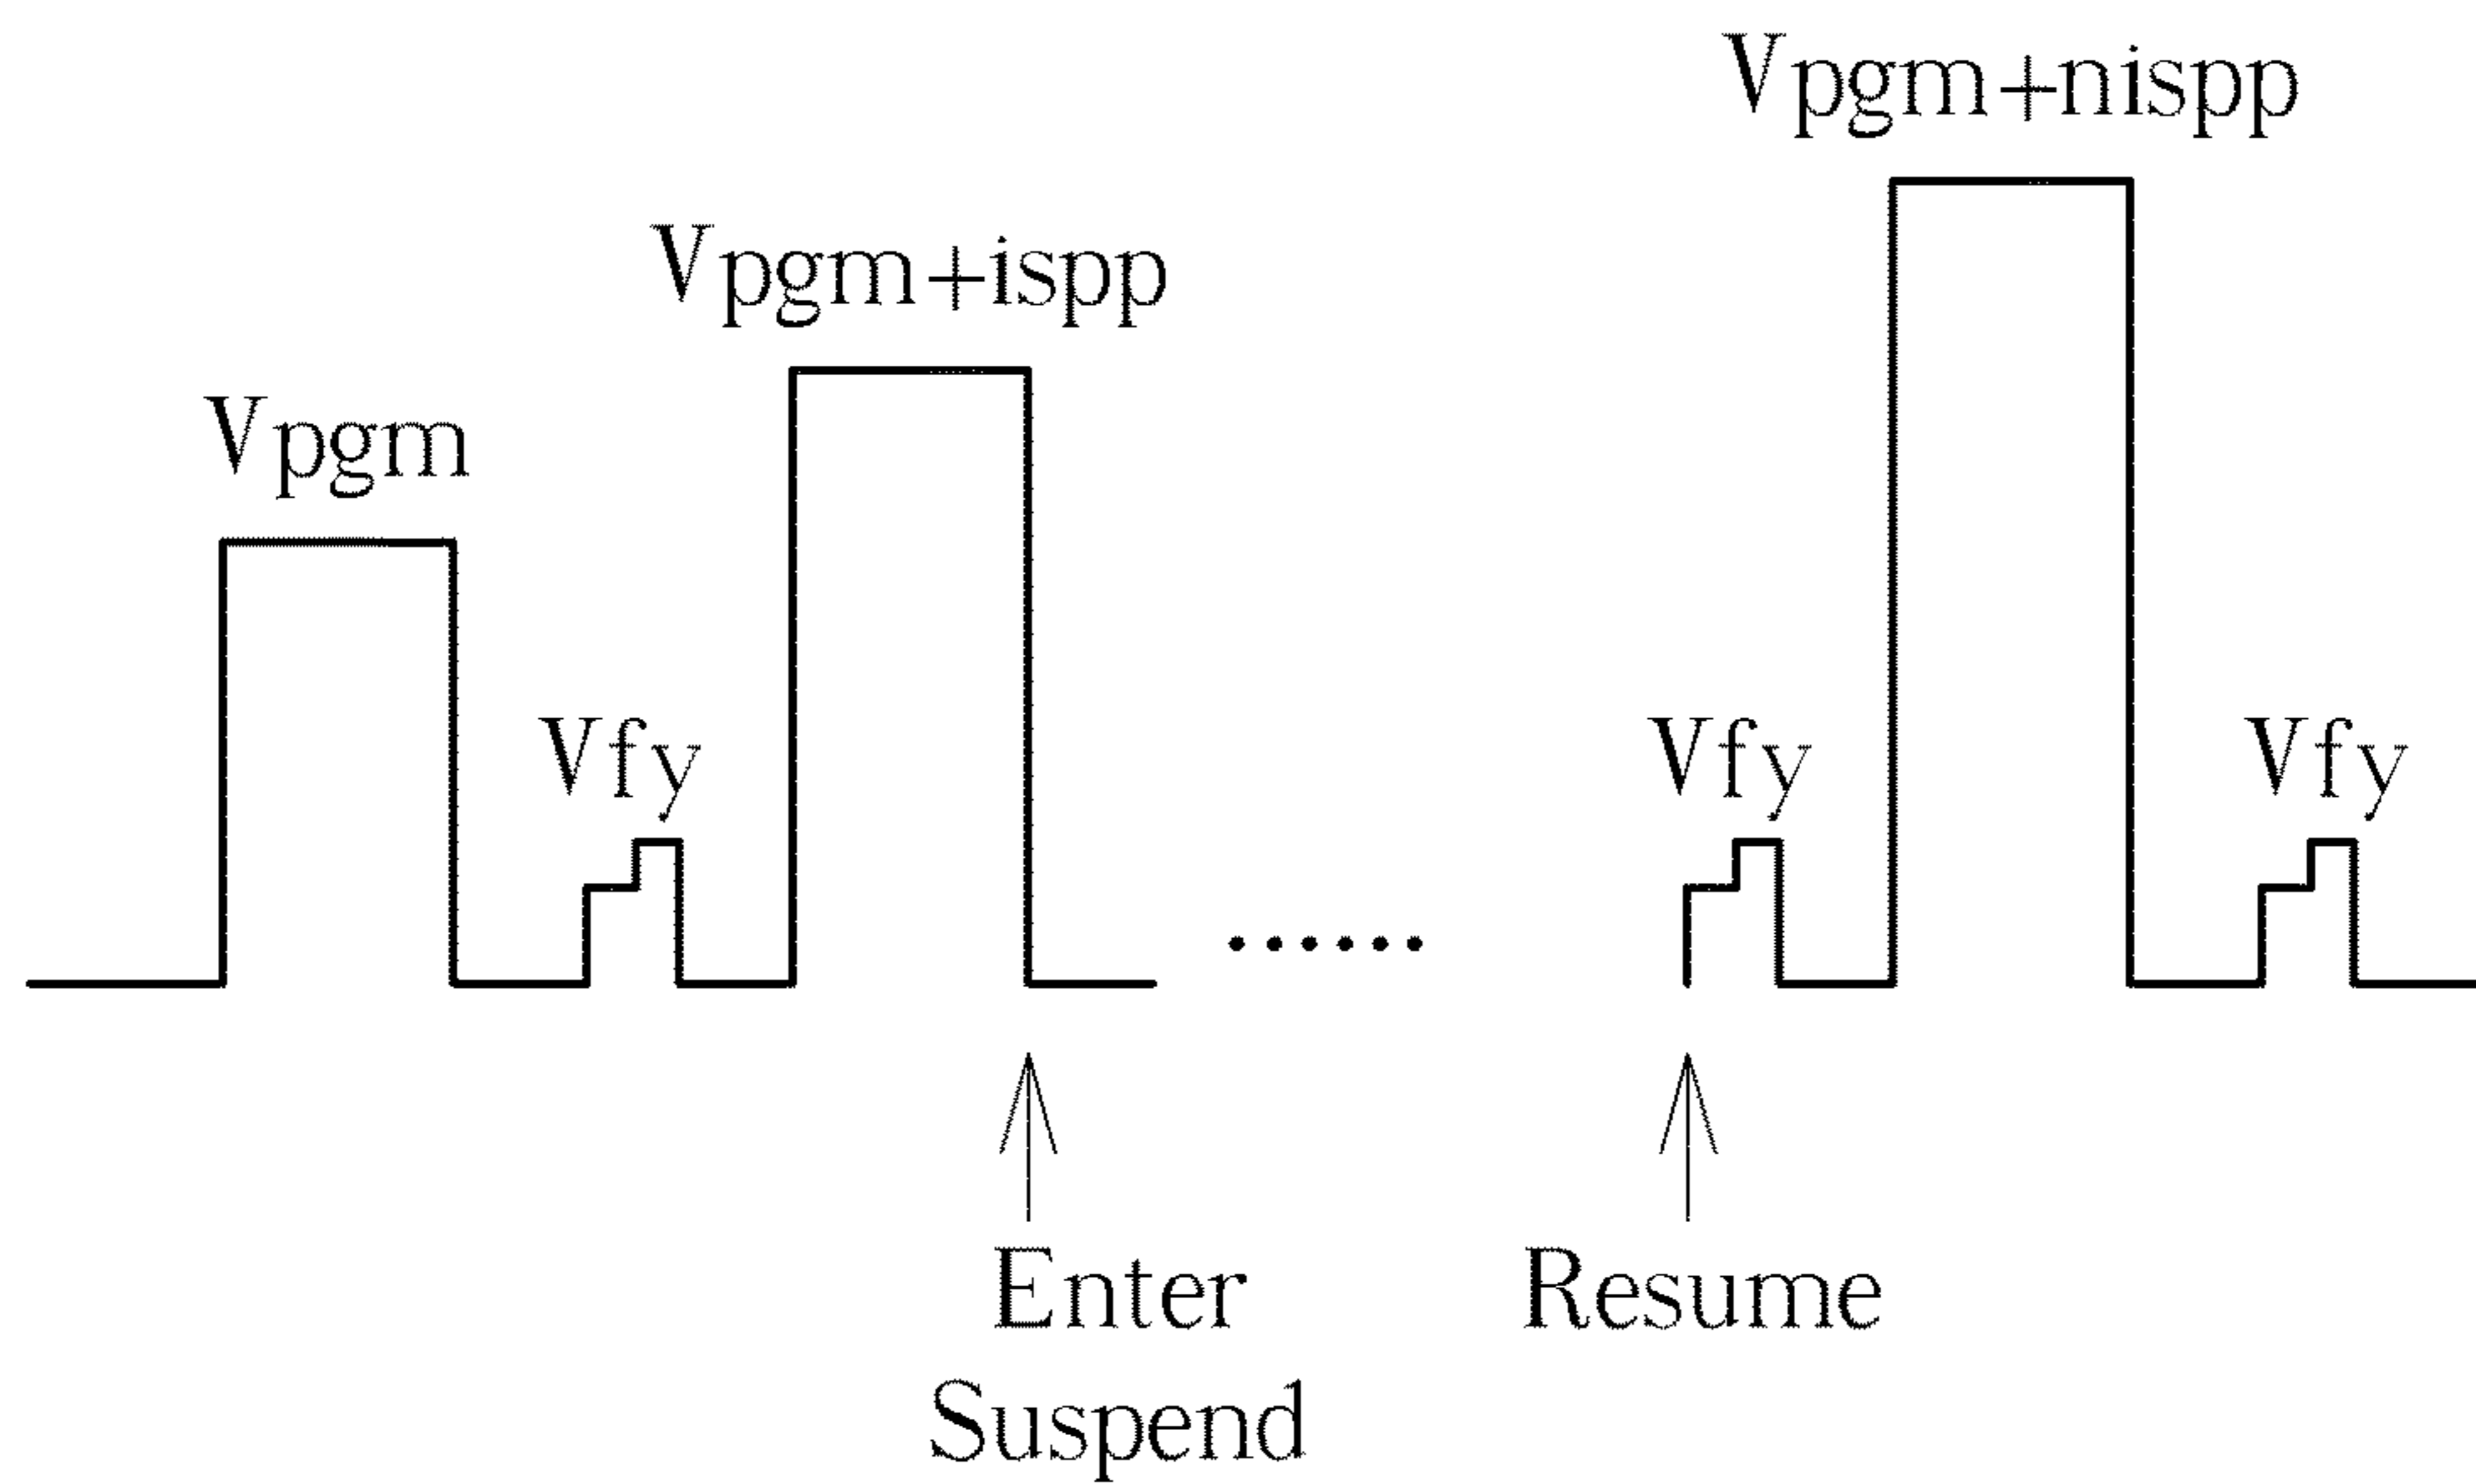 Vpgm+nispp
Vpgm+ispp
Vpgm
Vfy
Vfy
Vfy
Enter
Suspend
Resume